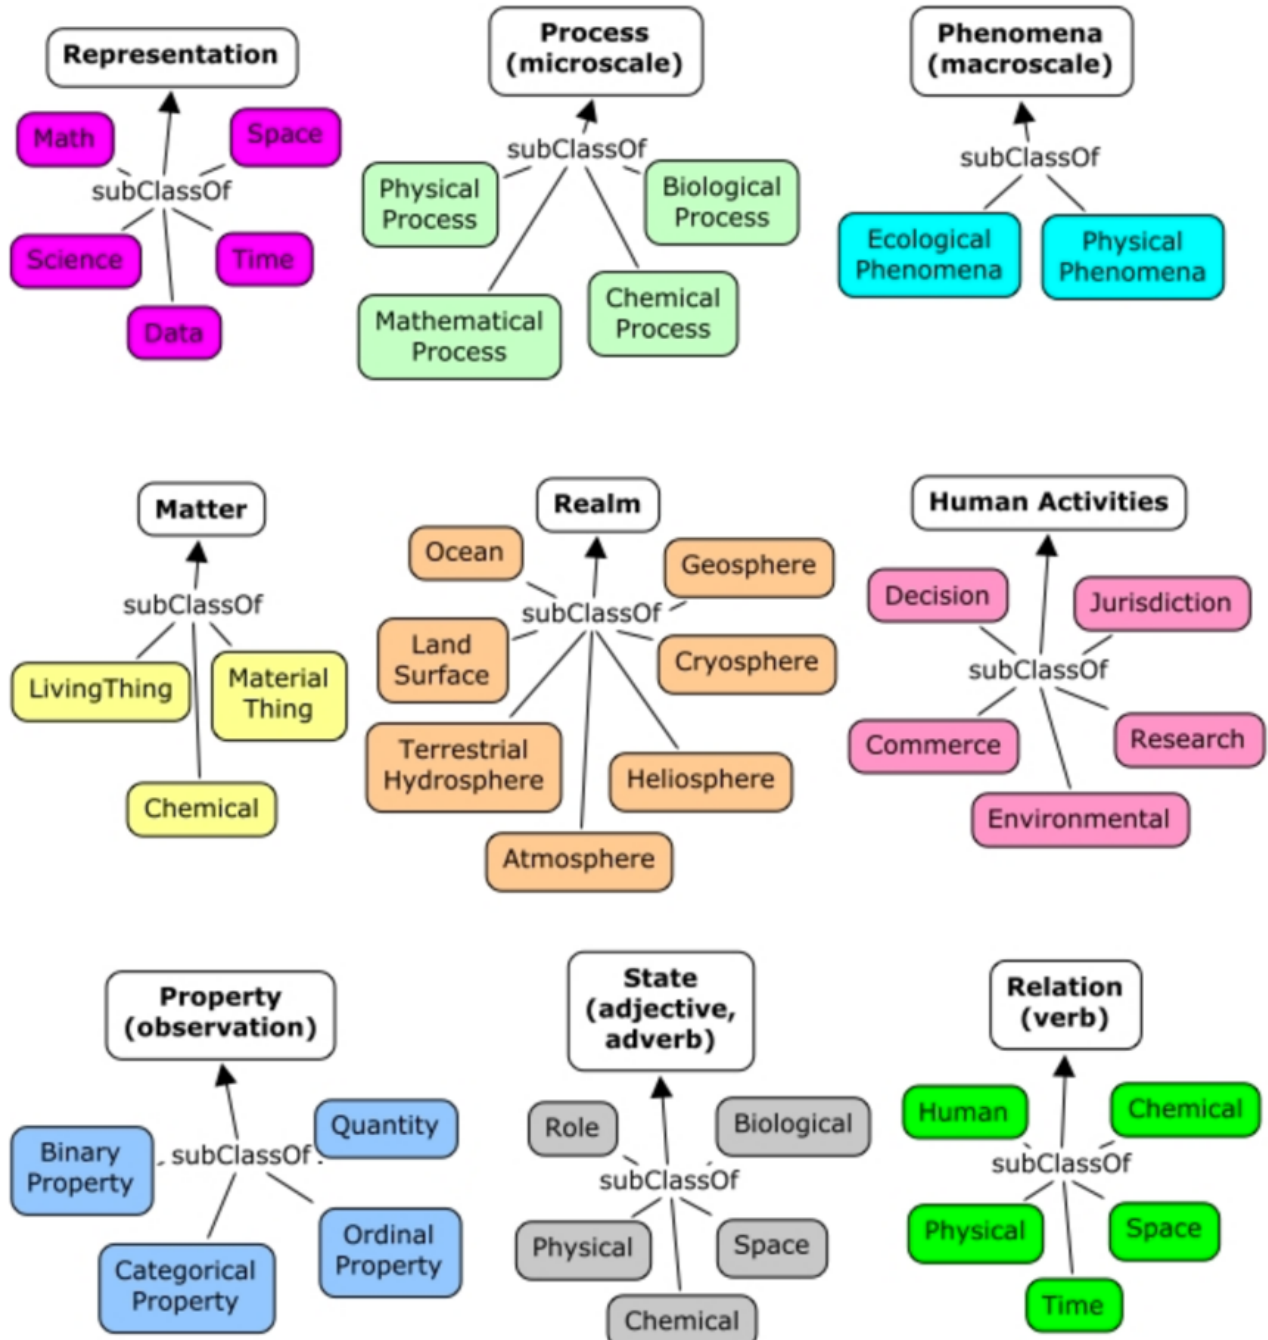 Representation
Math
Space
subClassOf
Science
Time
Data
Process
(microscale)
subClassOf
Physical
Process
Biological
Process
Mathematical
Process
Chemical
Process
Phenomena
(macroscale)
subClassOf
Ecological
Phenomena
Physical
Phenomena
Matter
subClassOf
LivingThing
Material
Thing
Chemical
Realm
Ocean
Geosphere
subClassOf
Land
Surface
Cryosphere
Terrestrial
Hydrosphere
Heliosphere
Atmosphere
Human Activities
Decision
Jurisdiction
subClassOf
Commerce
Research
Environmental
Property
(observation)
Quantity
Binary
Property
subClassOf
Ordinal
Property
Categorical
Property
State
(adjective,
adverb)
Role
Biological
subClassOf
Physical
Space
Chemical
Relation
(verb)
Human
Chemical
subClassOf
Physical
Space
Time